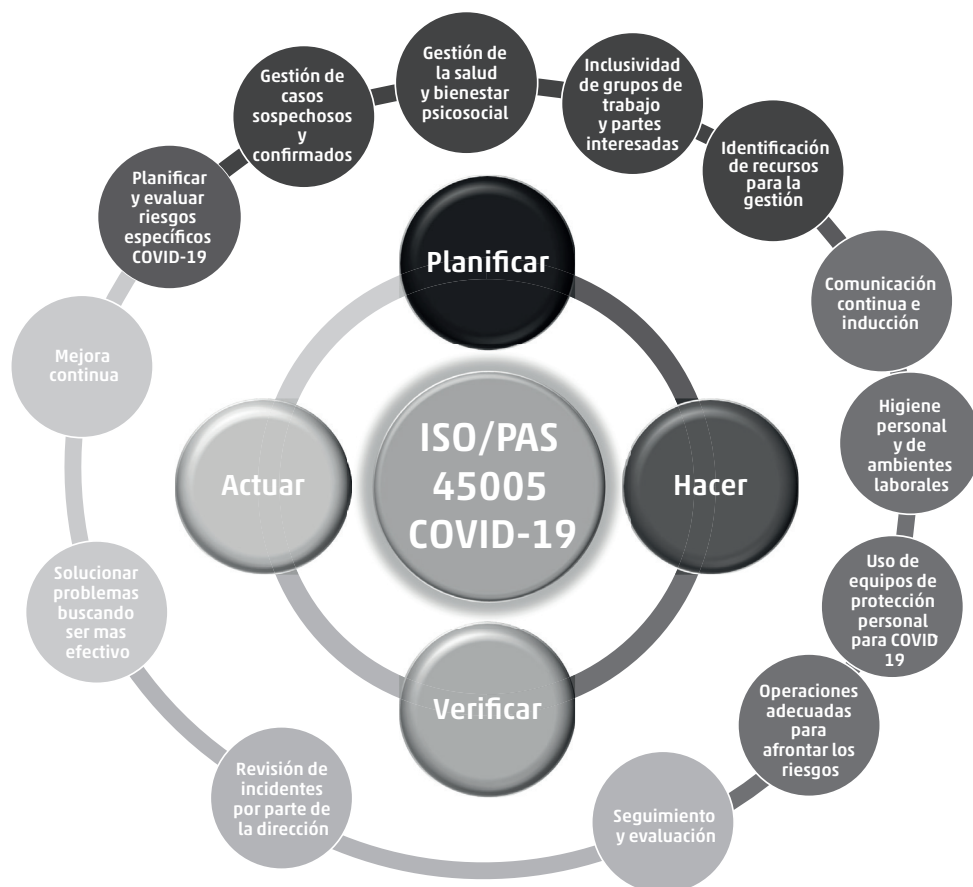 Gestión de
la salud
y bienestar
psicosocial
Inclusividad
de grupos de
trabajo
y partes
interesadas
Identificación
de recursos
para la
gestión
Comunicación
continua e
inducción
Higiene
personal
y de
ambientes
laborales
Uso de
equipos de
protección
personal
para COVID
19
Operaciones
adecuadas
para
afrontar los
riesgos
Seguimiento
y evaluación
Revisión de
incidentes
por parte de
la dirección
Solucionar
problemas
buscando
ser mas
efectivo
Mejora
continua
Planificar
y evaluar
riesgos
específicos
COVID-19
Gestión de
casos
sospechosos
y
confirmados
Planificar
Hacer
Verificar
Actuar
ISO/PAS
45005
COVID-19